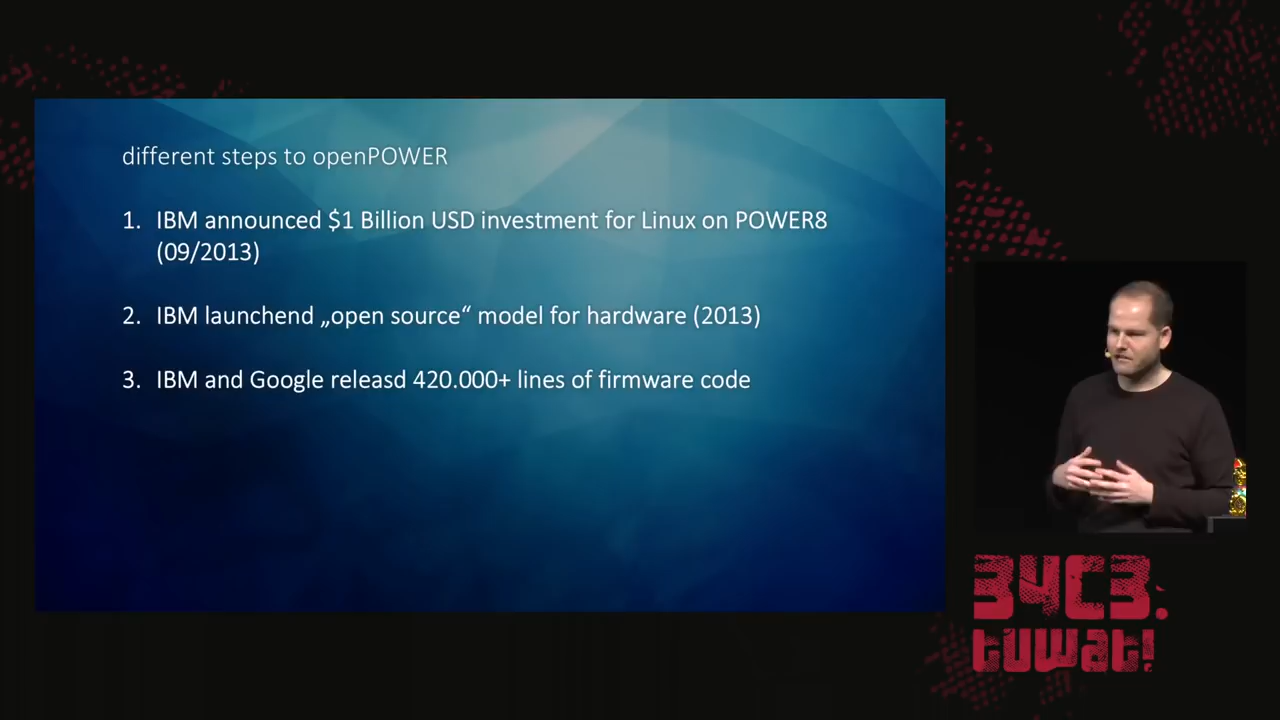 different steps to openPOWER
1. IBM announced $1 Billion USD investment for Linux on POWER8
(09/2013)
2. IBM launchend „open source“ model for hardware (2013)
3. IBM and Google releasd 420.000+ lines of firmware code
34C3.
tuwat!